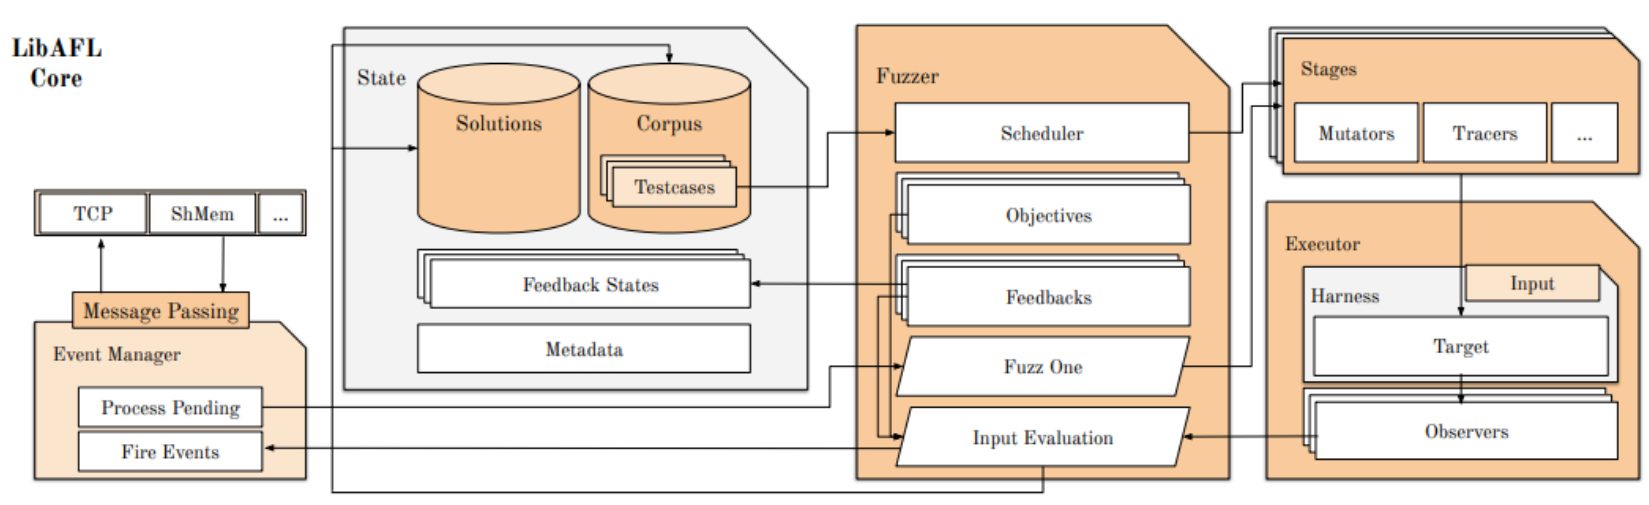 LibAFL
Core
TCP
ShMem
...
Message Passing
Event Manager
Process Pending
Fire Events
State
Solutions
Corpus
Testcases
Feedback States
Metadata
Fuzzer
Scheduler
Objectives
Feedbacks
Fuzz One
Input Evaluation
Stages
Mutators
Tracers
...
Executor
Input
Harness
Target
Observers